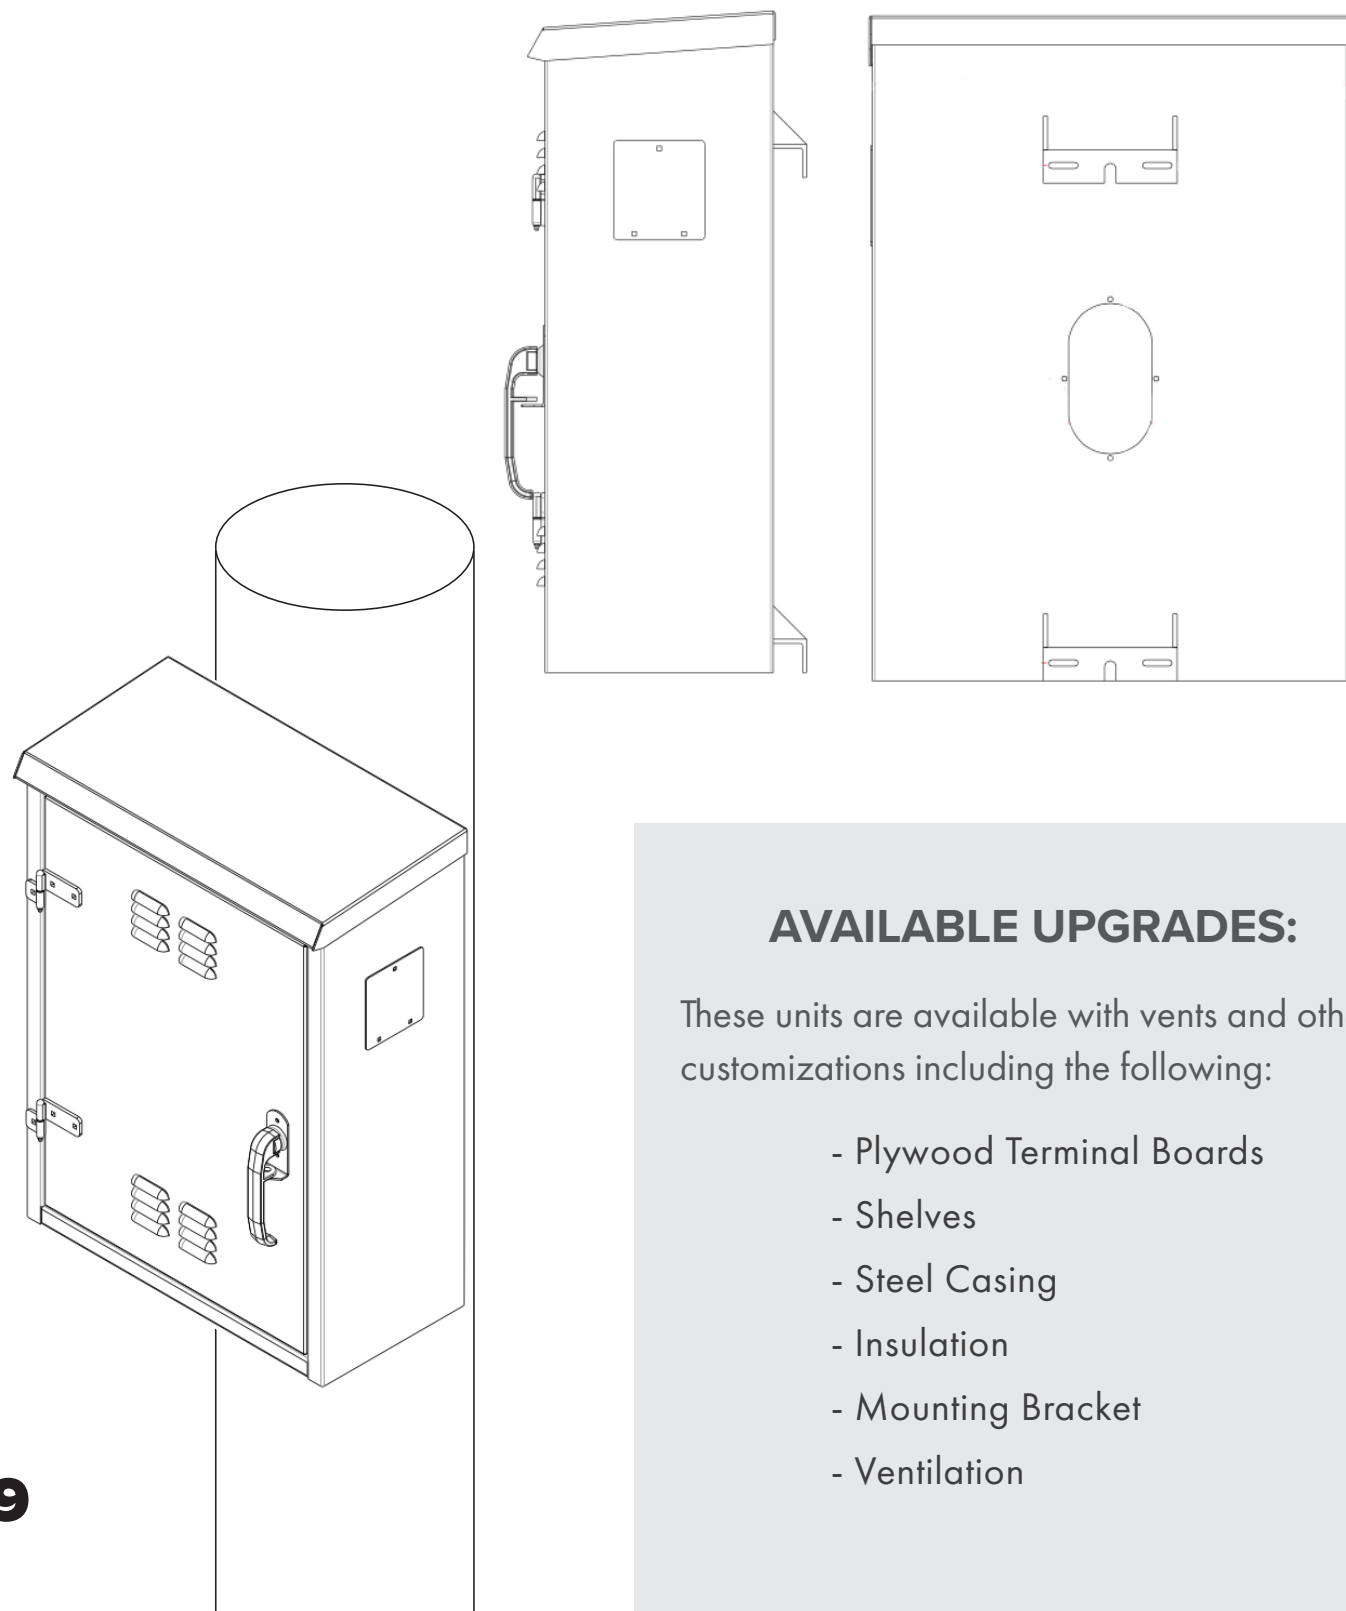 AVAILABLE UPGRADES:
These units are available with vents and oth
customizations including the following:
- Plywood Terminal Boards
- Shelves
- Steel Casing
- Insulation
- Mounting Bracket
- Ventilation
9